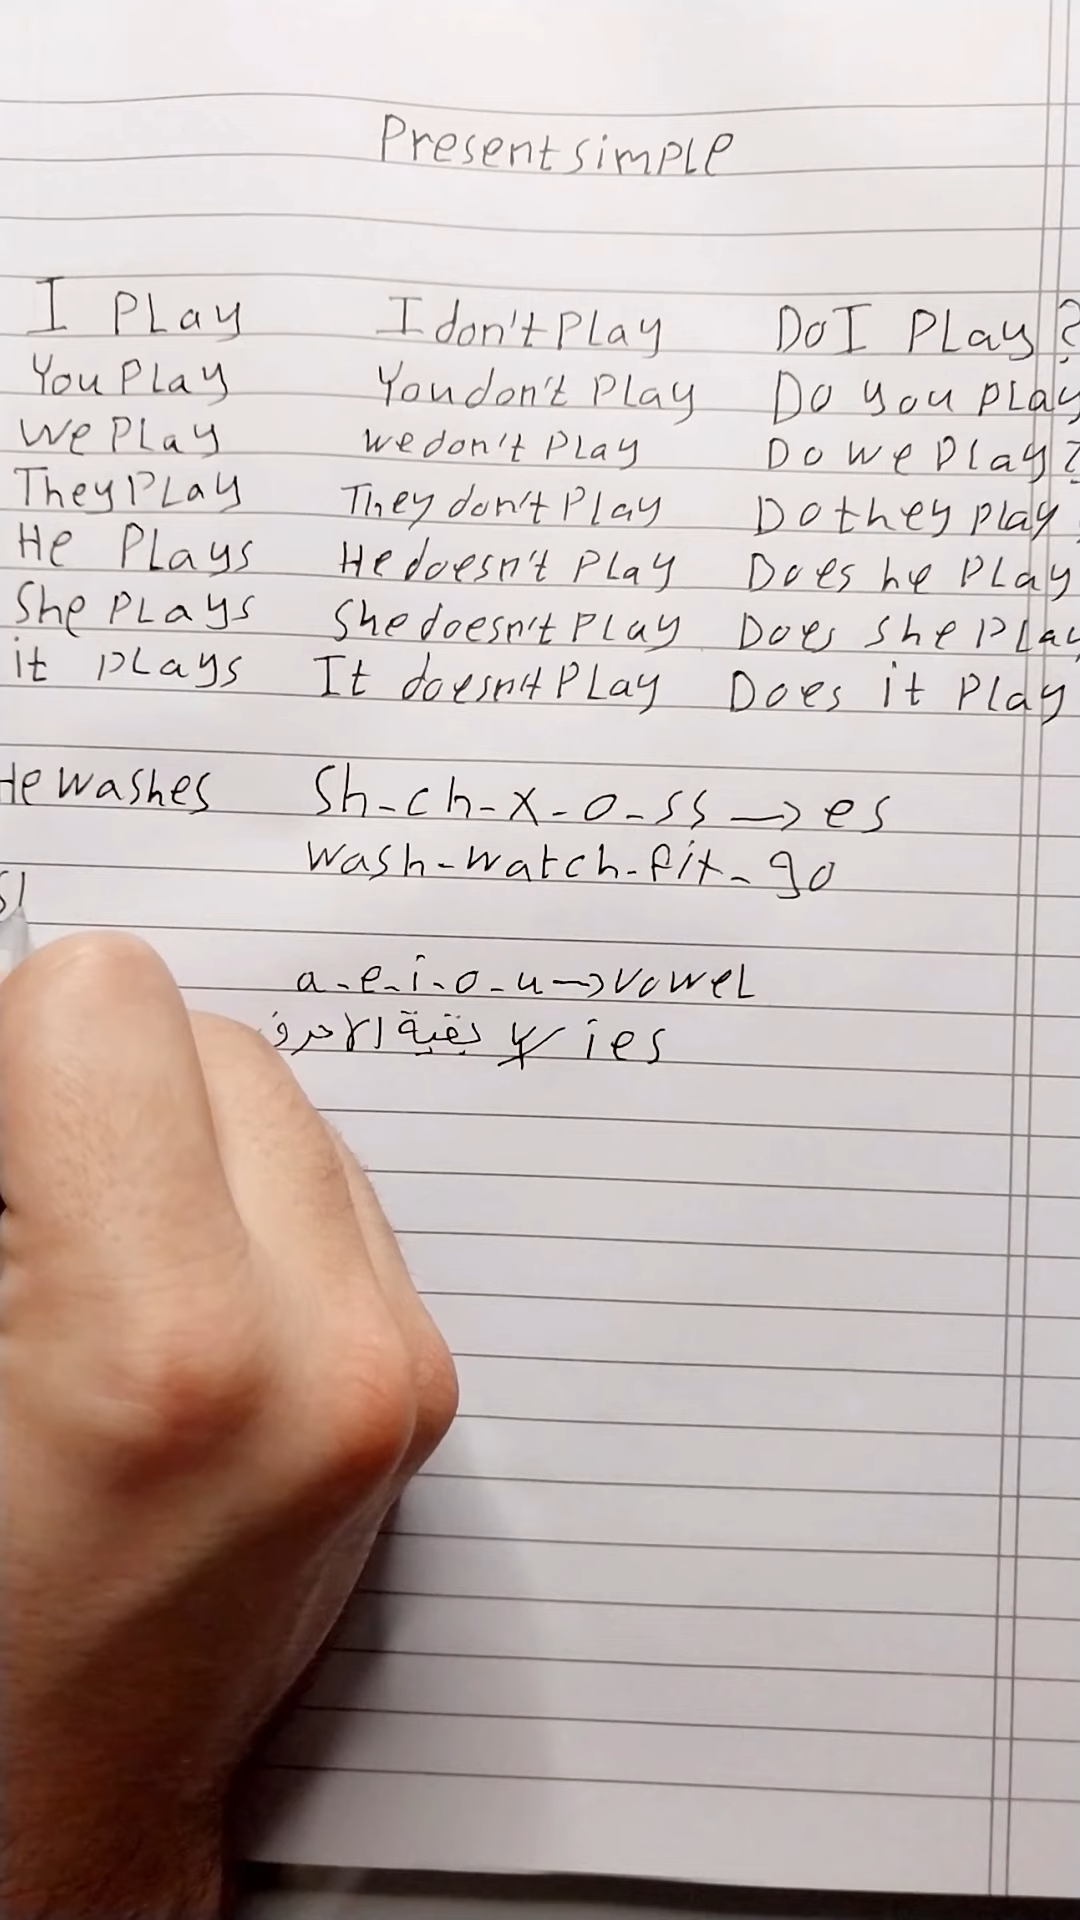 Present simple
I Play I don't Play Do I Play ?
You Play You don't Play Do you play
we Play we don't Play Do we Play ?
They Play They don't Play Do they play
He Plays He doesn't Play Does he Play
She Plays She doesn't Play Does she Play
it plays It doesn't Play Does it Play
He washes Sh-ch-x-o-ss → es
wash-watch-fix-go
a-e-i-o-u → vowel
بقية الاحرف y ies